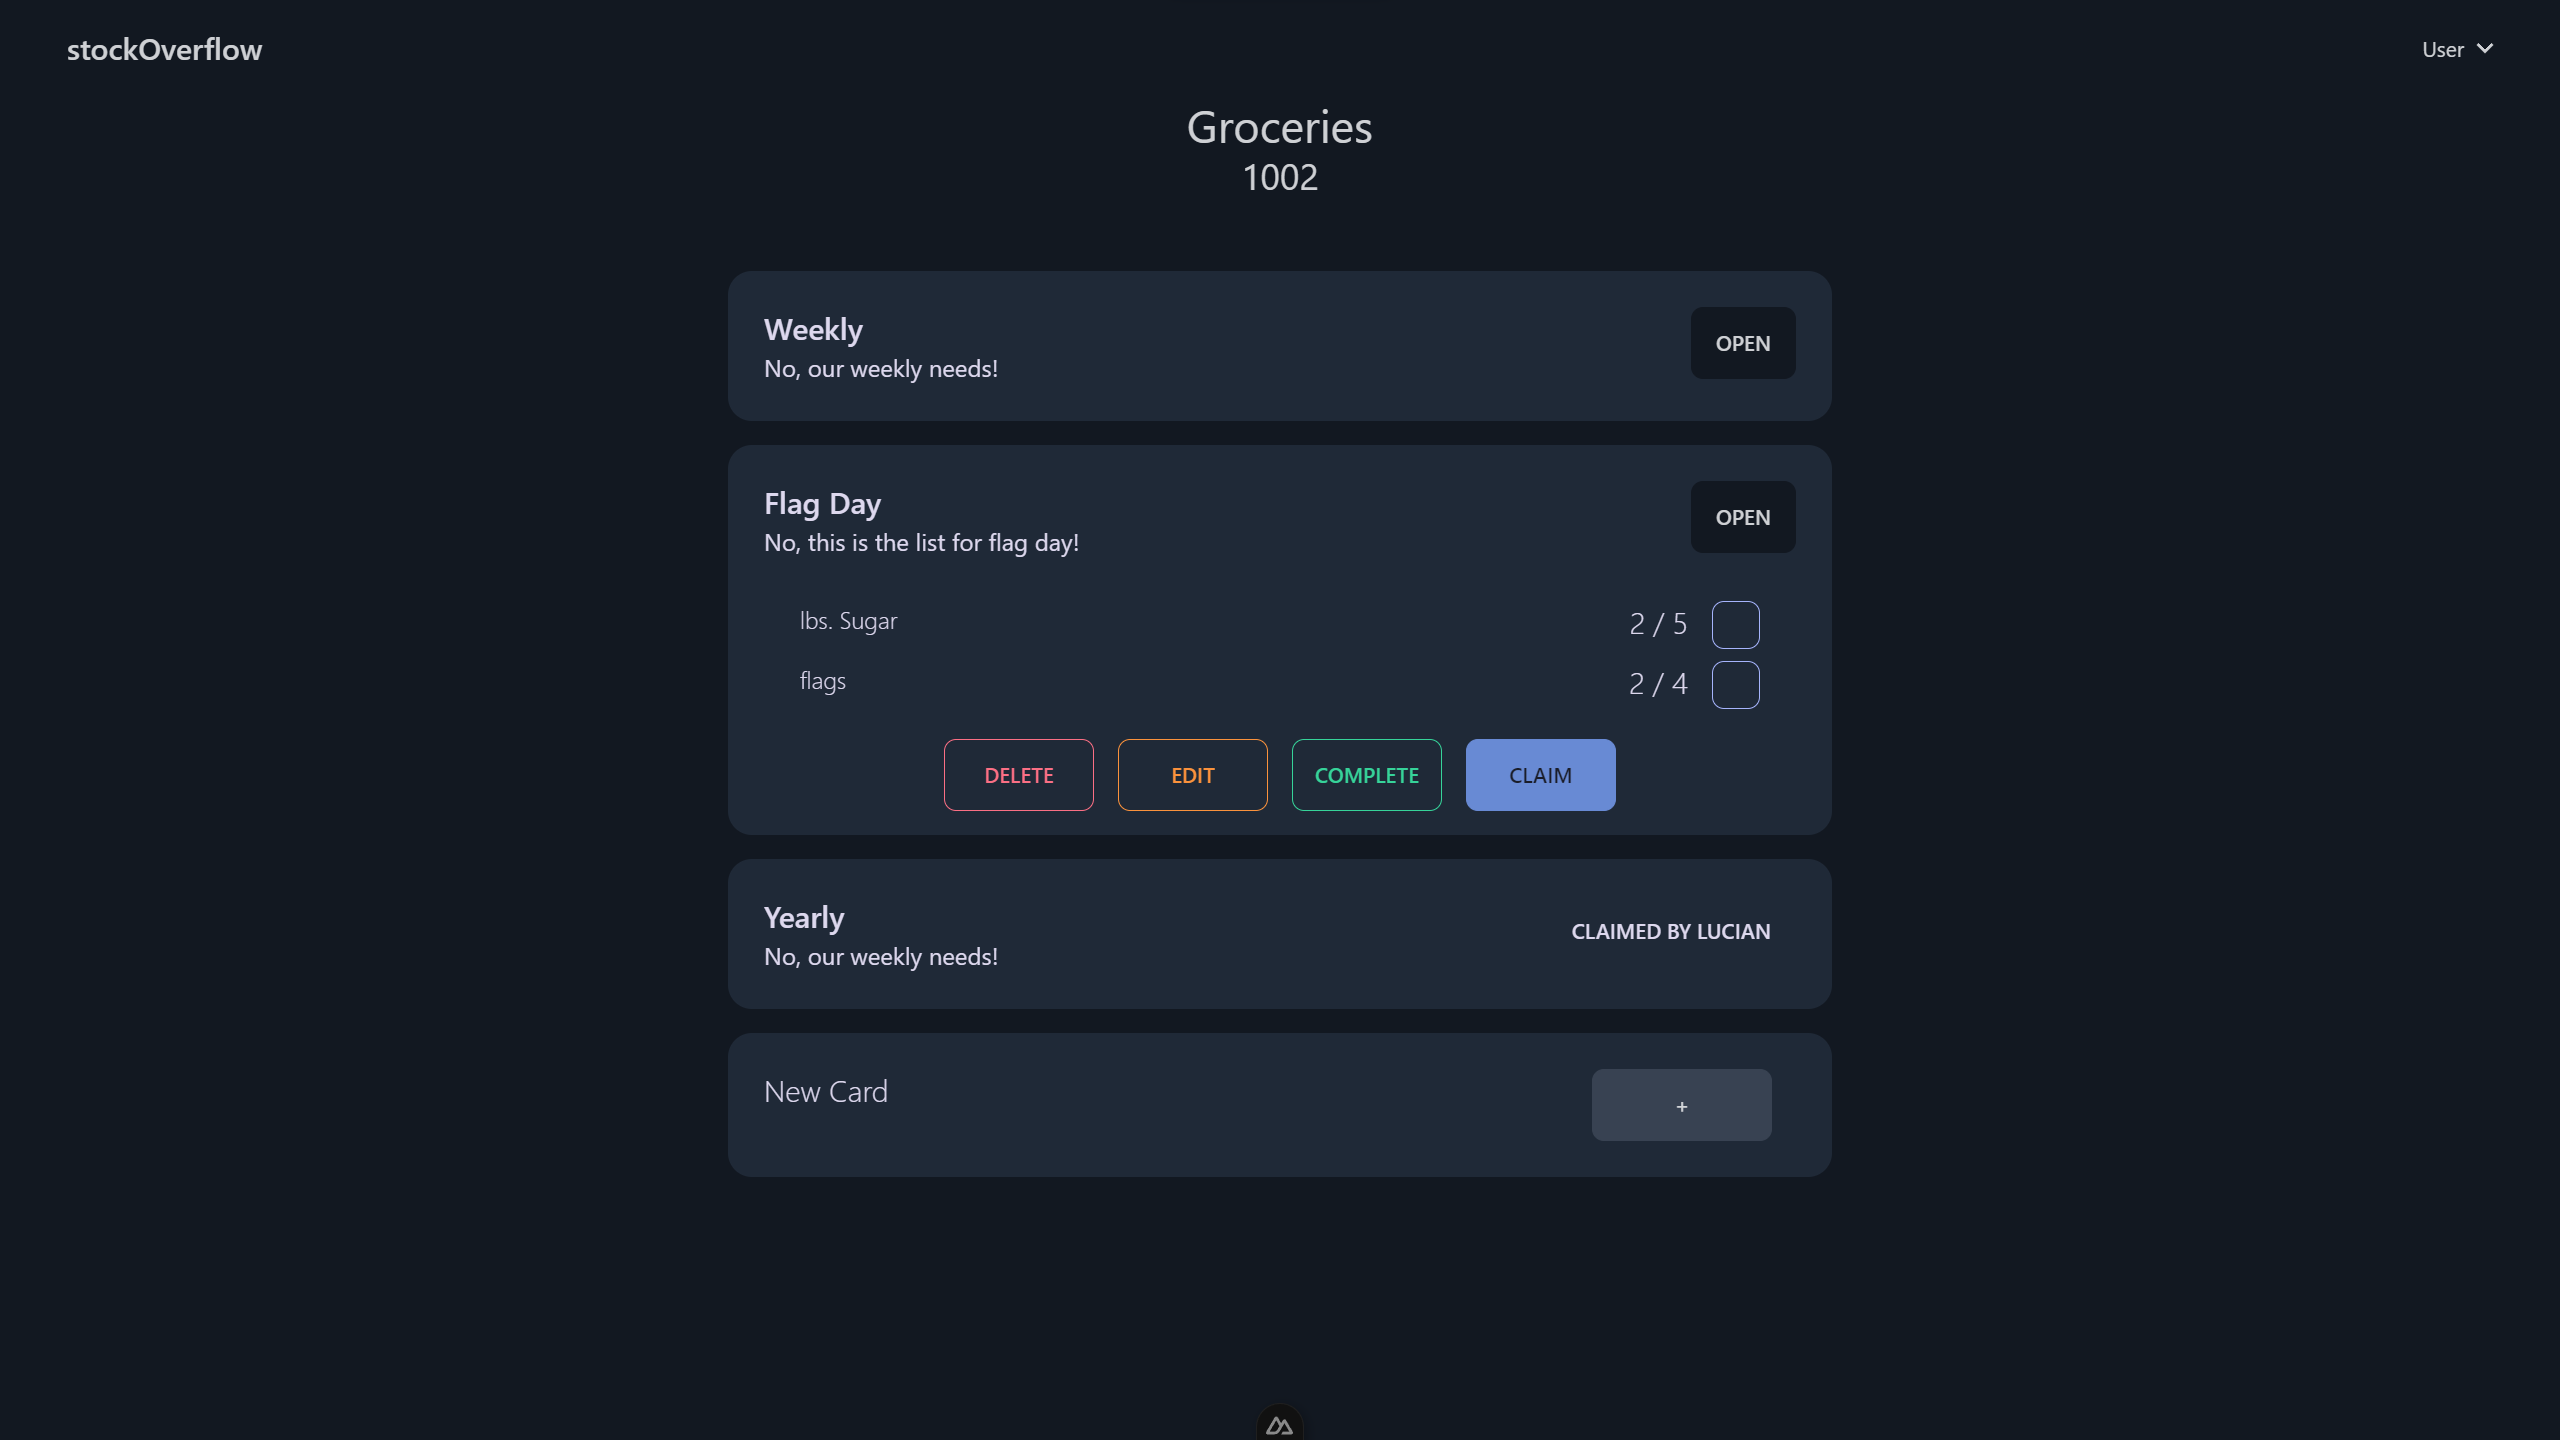 stockOverflow
User
Groceries
1002
Weekly
No, our weekly needs!
OPEN
Flag Day
No, this is the list for flag day!
OPEN
lbs. Sugar 2 / 5
flags 2 / 4
DELETE EDIT COMPLETE CLAIM
Yearly
No, our weekly needs!
CLAIMED BY LUCIAN
New Card
+